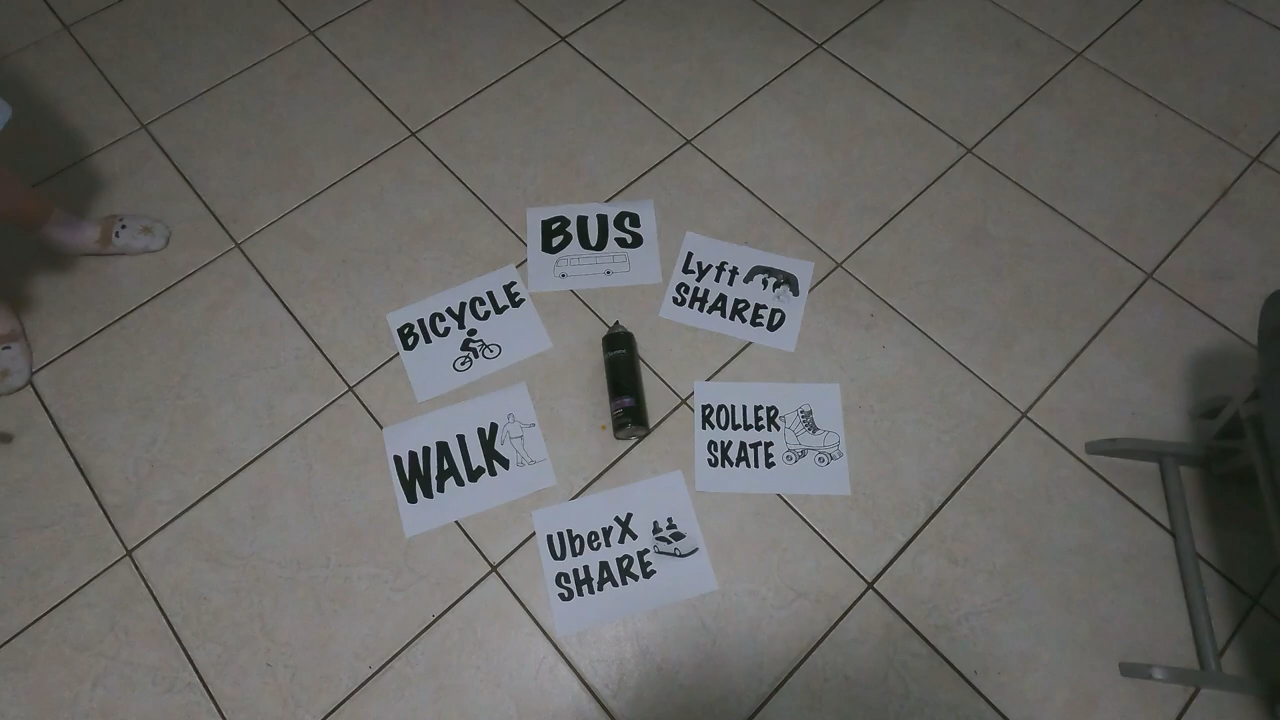 BUS
Lyft
SHARED
BICYCLE
ROLLER
SKATE
WALK
UberX
SHARE